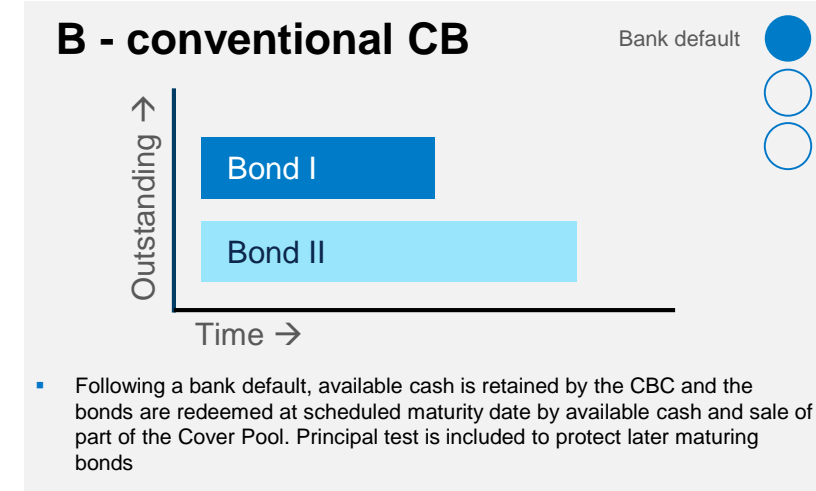 B - conventional CB
Bank default
Outstanding →
Bond I
Bond II
Time →
▪ Following a bank default, available cash is retained by the CBC and the
bonds are redeemed at scheduled maturity date by available cash and sale of
part of the Cover Pool. Principal test is included to protect later maturing
bonds